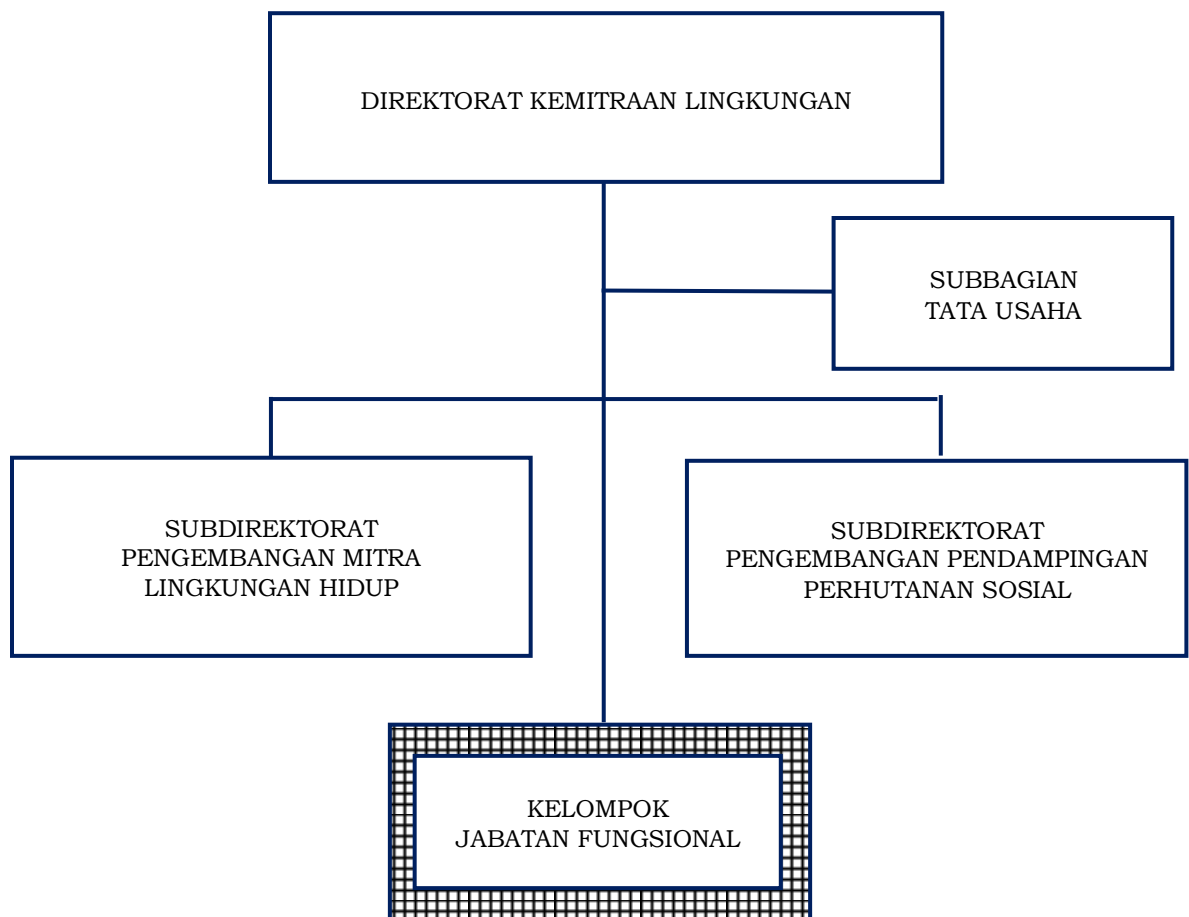 DIREKTORAT KEMITRAAN LINGKUNGAN
SUBBAGIAN
TATA USAHA
SUBDIREKTORAT
PENGEMBANGAN MITRA
LINGKUNGAN HIDUP
SUBDIREKTORAT
PENGEMBANGAN PENDAMPINGAN
PERHUTANAN SOSIAL
KELOMPOK
JABATAN FUNGSIONAL